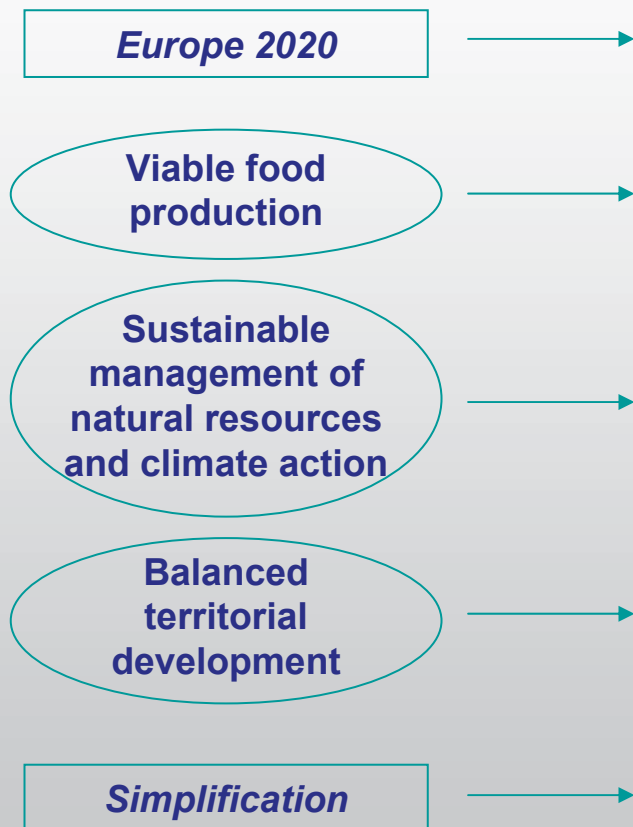 Europe 2020
Viable food
production
Sustainable
management of
natural resources
and climate action
Balanced
territorial
development
Simplification